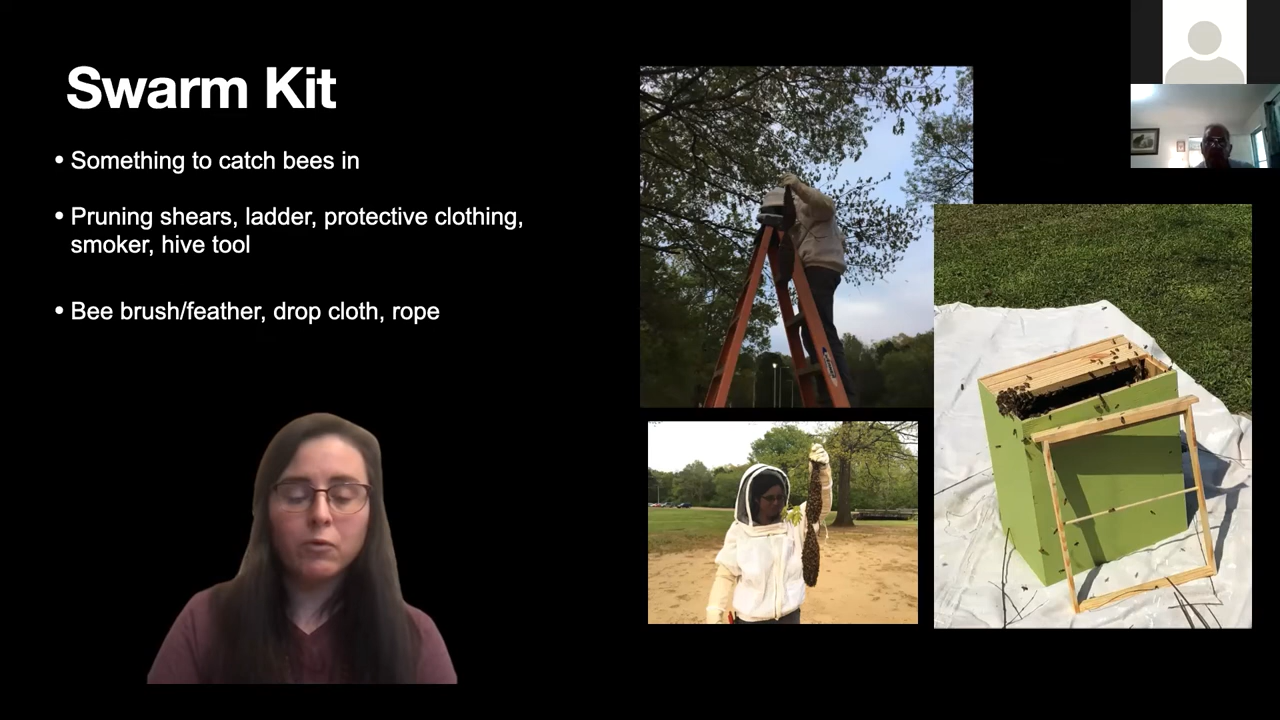 Swarm Kit
• Something to catch bees in
• Pruning shears, ladder, protective clothing,
smoker, hive tool
• Bee brush/feather, drop cloth, rope